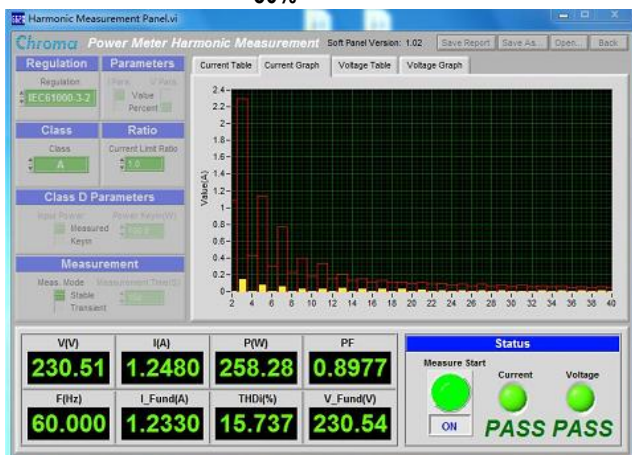 Harmonic Measurement Panel.vi
Chroma Power Meter Harmonic Measurement Soft Panel Version: 1.02 Save Report Save As... Open... Back
Regulation Parameters Current Table Current Graph Voltage Table Voltage Graph
Regulation I Para. V Para.
IEC61000-3-2 Value
Percent
Class Ratio
Class Current Limit Ratio
A 1.0
Class D Parameters
Input Power Power Keyin(W)
Measured
Keyin
Measurement
Meas. Mode Measurement Time(S)
Stable
Transient
Value(A)
2.4
2.2
2
1.8
1.6
1.4
1.2
1
0.8
0.6
0.4
0.2
0
2 4 6 8 10 12 14 16 18 20 22 24 26 28 30 32 34 36 38 40
V(V) I(A) P(W) PF
230.51 1.2480 258.28 0.8977
F(Hz) I_Fund(A) THDi(%) V_Fund(V)
60.000 1.2330 15.737 230.54
Status
Measure Start Current Voltage
ON PASS PASS